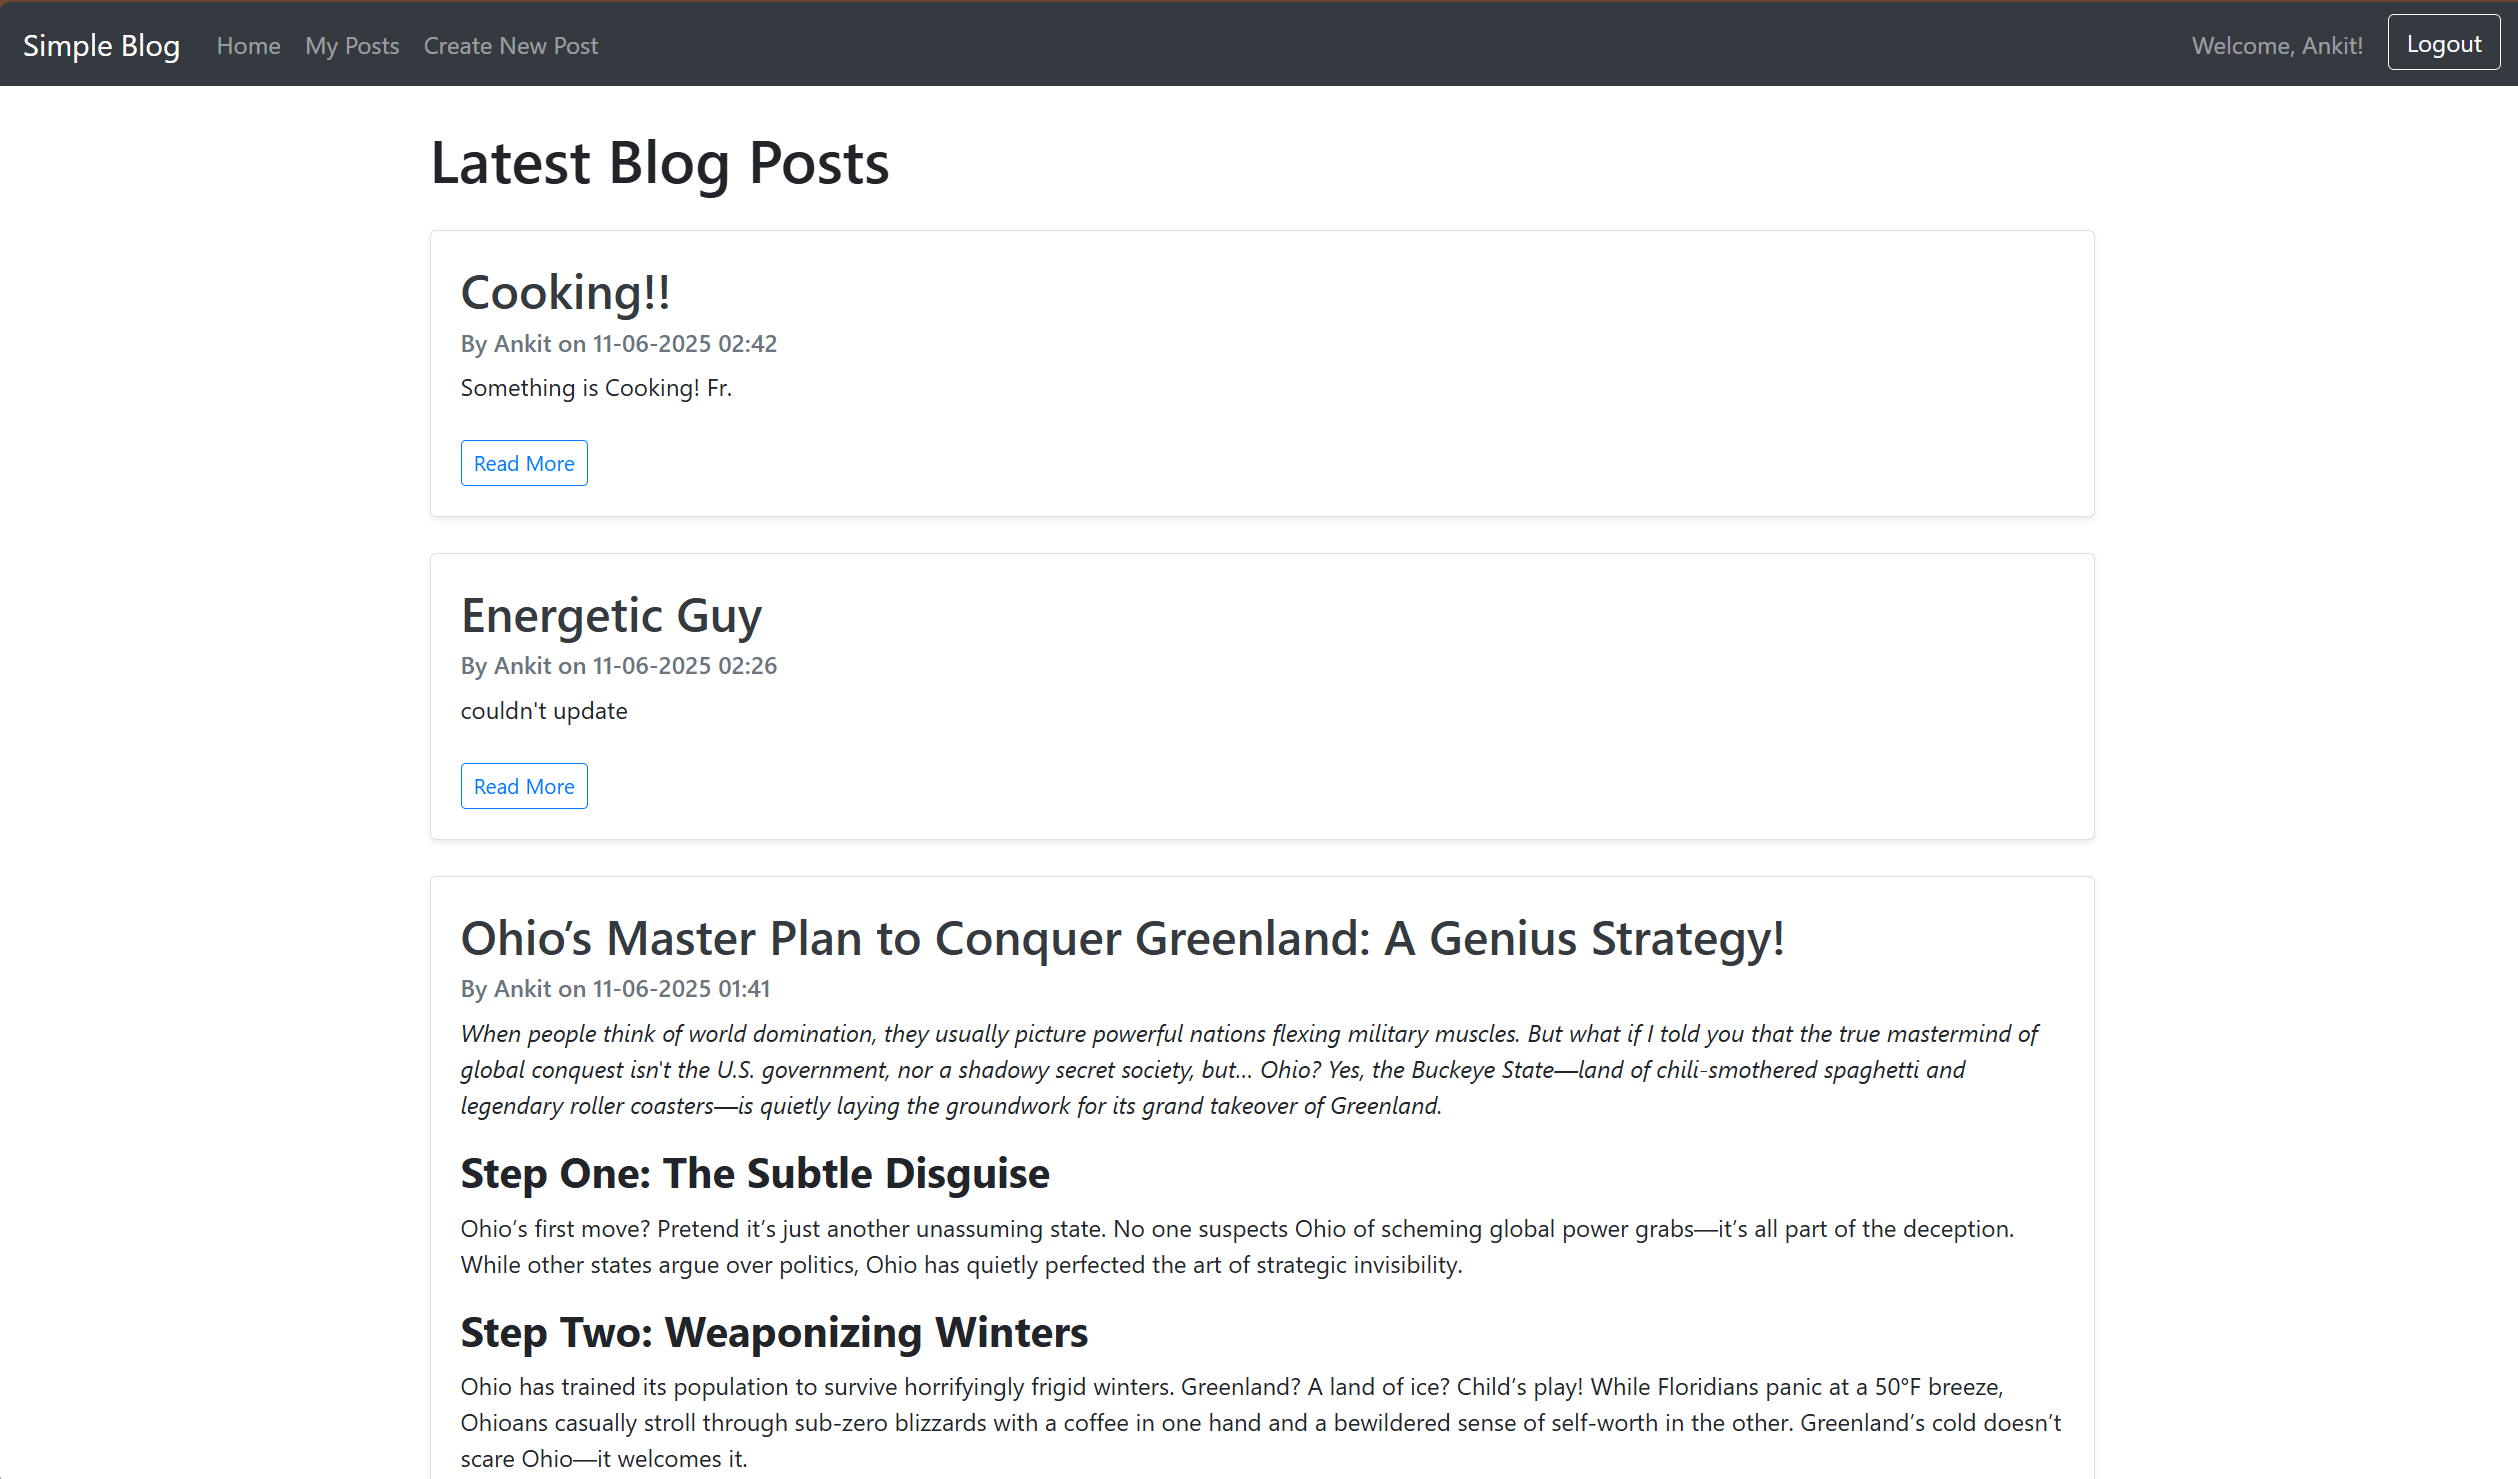 Simple Blog Home My Posts Create New Post Welcome, Ankit! Logout
Latest Blog Posts
Cooking!!
By Ankit on 11-06-2025 02:42
Something is Cooking! Fr.
Read More
Energetic Guy
By Ankit on 11-06-2025 02:26
couldn't update
Read More
Ohio’s Master Plan to Conquer Greenland: A Genius Strategy!
By Ankit on 11-06-2025 01:41
When people think of world domination, they usually picture powerful nations flexing military muscles. But what if I told you that the true mastermind of
global conquest isn't the U.S. government, nor a shadowy secret society, but... Ohio? Yes, the Buckeye State—land of chili-smothered spaghetti and
legendary roller coasters—is quietly laying the groundwork for its grand takeover of Greenland.
Step One: The Subtle Disguise
Ohio’s first move? Pretend it’s just another unassuming state. No one suspects Ohio of scheming global power grabs—it’s all part of the deception.
While other states argue over politics, Ohio has quietly perfected the art of strategic invisibility.
Step Two: Weaponizing Winters
Ohio has trained its population to survive horrifyingly frigid winters. Greenland? A land of ice? Child’s play! While Floridians panic at a 50°F breeze,
Ohioans casually stroll through sub-zero blizzards with a coffee in one hand and a bewildered sense of self-worth in the other. Greenland’s cold doesn’t
scare Ohio—it welcomes it.